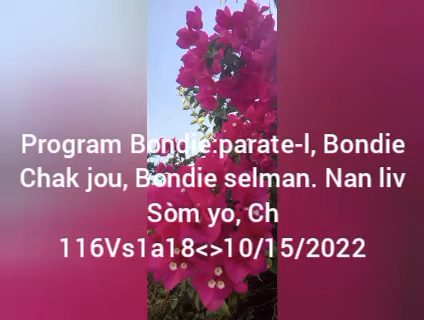 Program Bondie:parate-l, Bondie
Chak jou, Bondie selman. Nan liv
Sòm yo, Ch
116Vs1a18<>10/15/2022